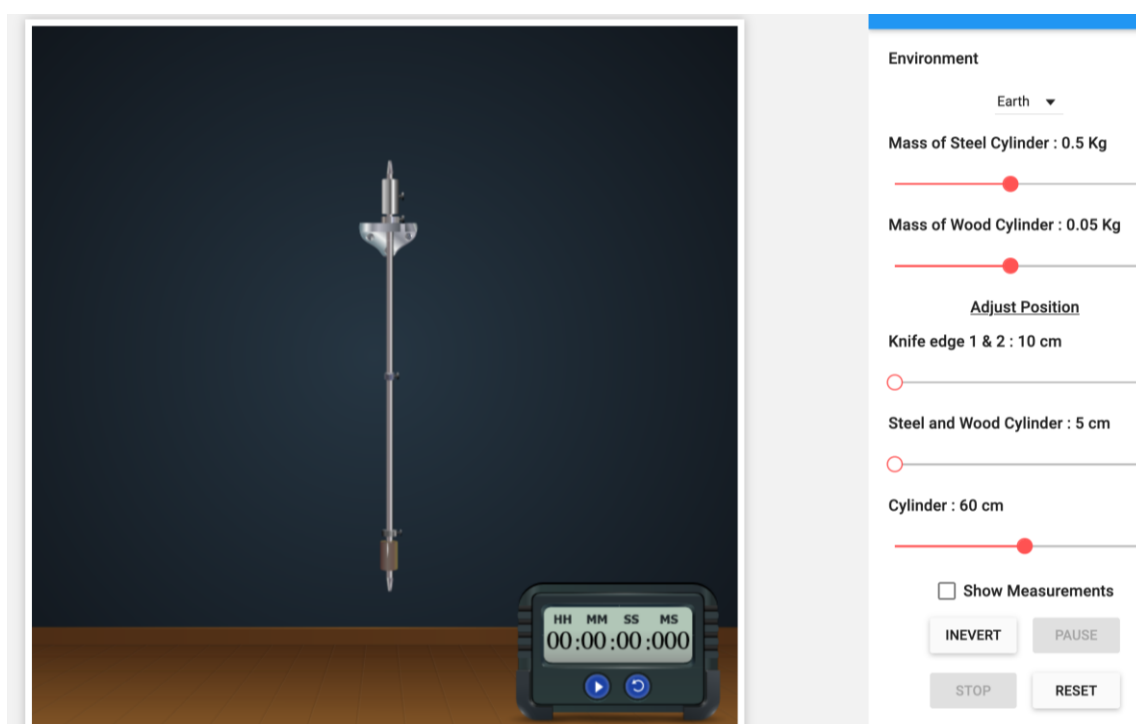 Environment
Earth
Mass of Steel Cylinder : 0.5 Kg
Mass of Wood Cylinder : 0.05 Kg
Adjust Position
Knife edge 1 & 2 : 10 cm
Steel and Wood Cylinder : 5 cm
Cylinder : 60 cm
Show Measurements
INEVERT PAUSE
STOP RESET
HH MM SS MS
00:00:00:000